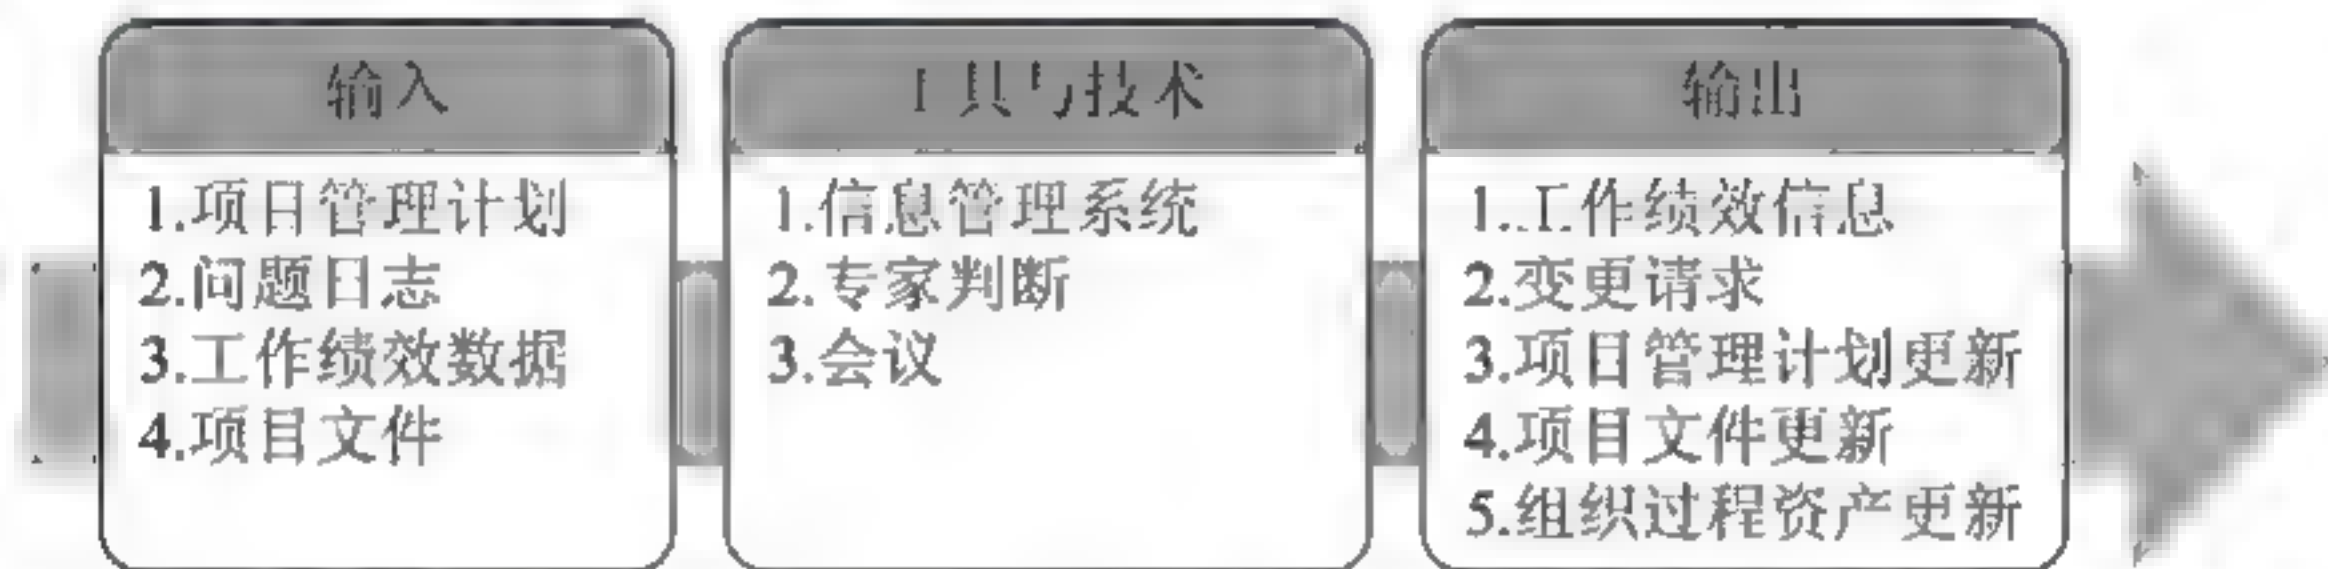 输入
1.项目管理计划
2.问题日志
3.工作绩效数据
4.项目文件
工具与技术
1.信息管理系统
2.专家判断
3.会议
输出
1.工作绩效信息
2.变更请求
3.项目管理计划更新
4.项目文件更新
5.组织过程资产更新